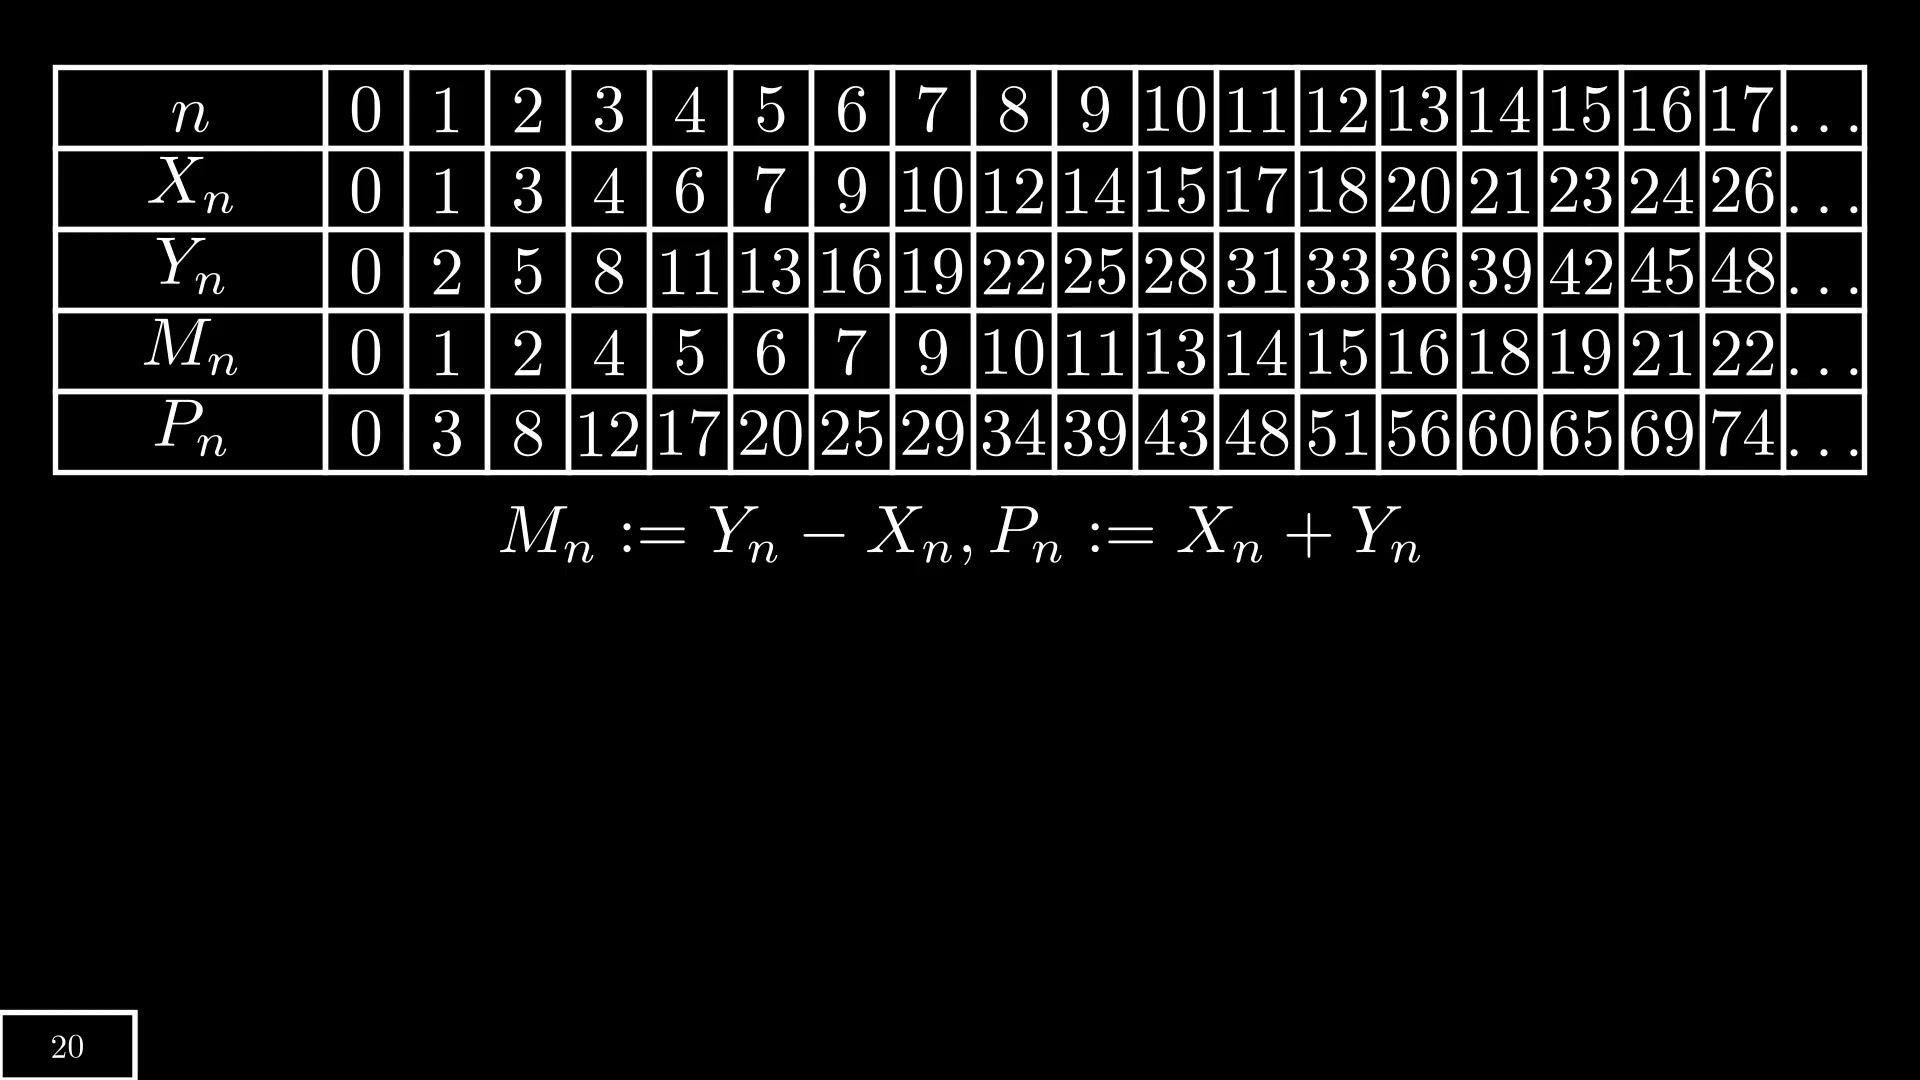 n 0 1 2 3 4 5 6 7 8 9 10 11 12 13 14 15 16 17 ...
Xn 0 1 3 4 6 7 9 10 12 14 15 17 18 20 21 23 24 26 ...
Yn 0 2 5 8 11 13 16 19 22 25 28 31 33 36 39 42 45 48 ...
Mn 0 1 2 4 5 6 7 9 10 11 13 14 15 16 18 19 21 22 ...
Pn 0 3 8 12 17 20 25 29 34 39 43 48 51 56 60 65 69 74 ...
Mn := Yn − Xn, Pn := Xn + Yn
20